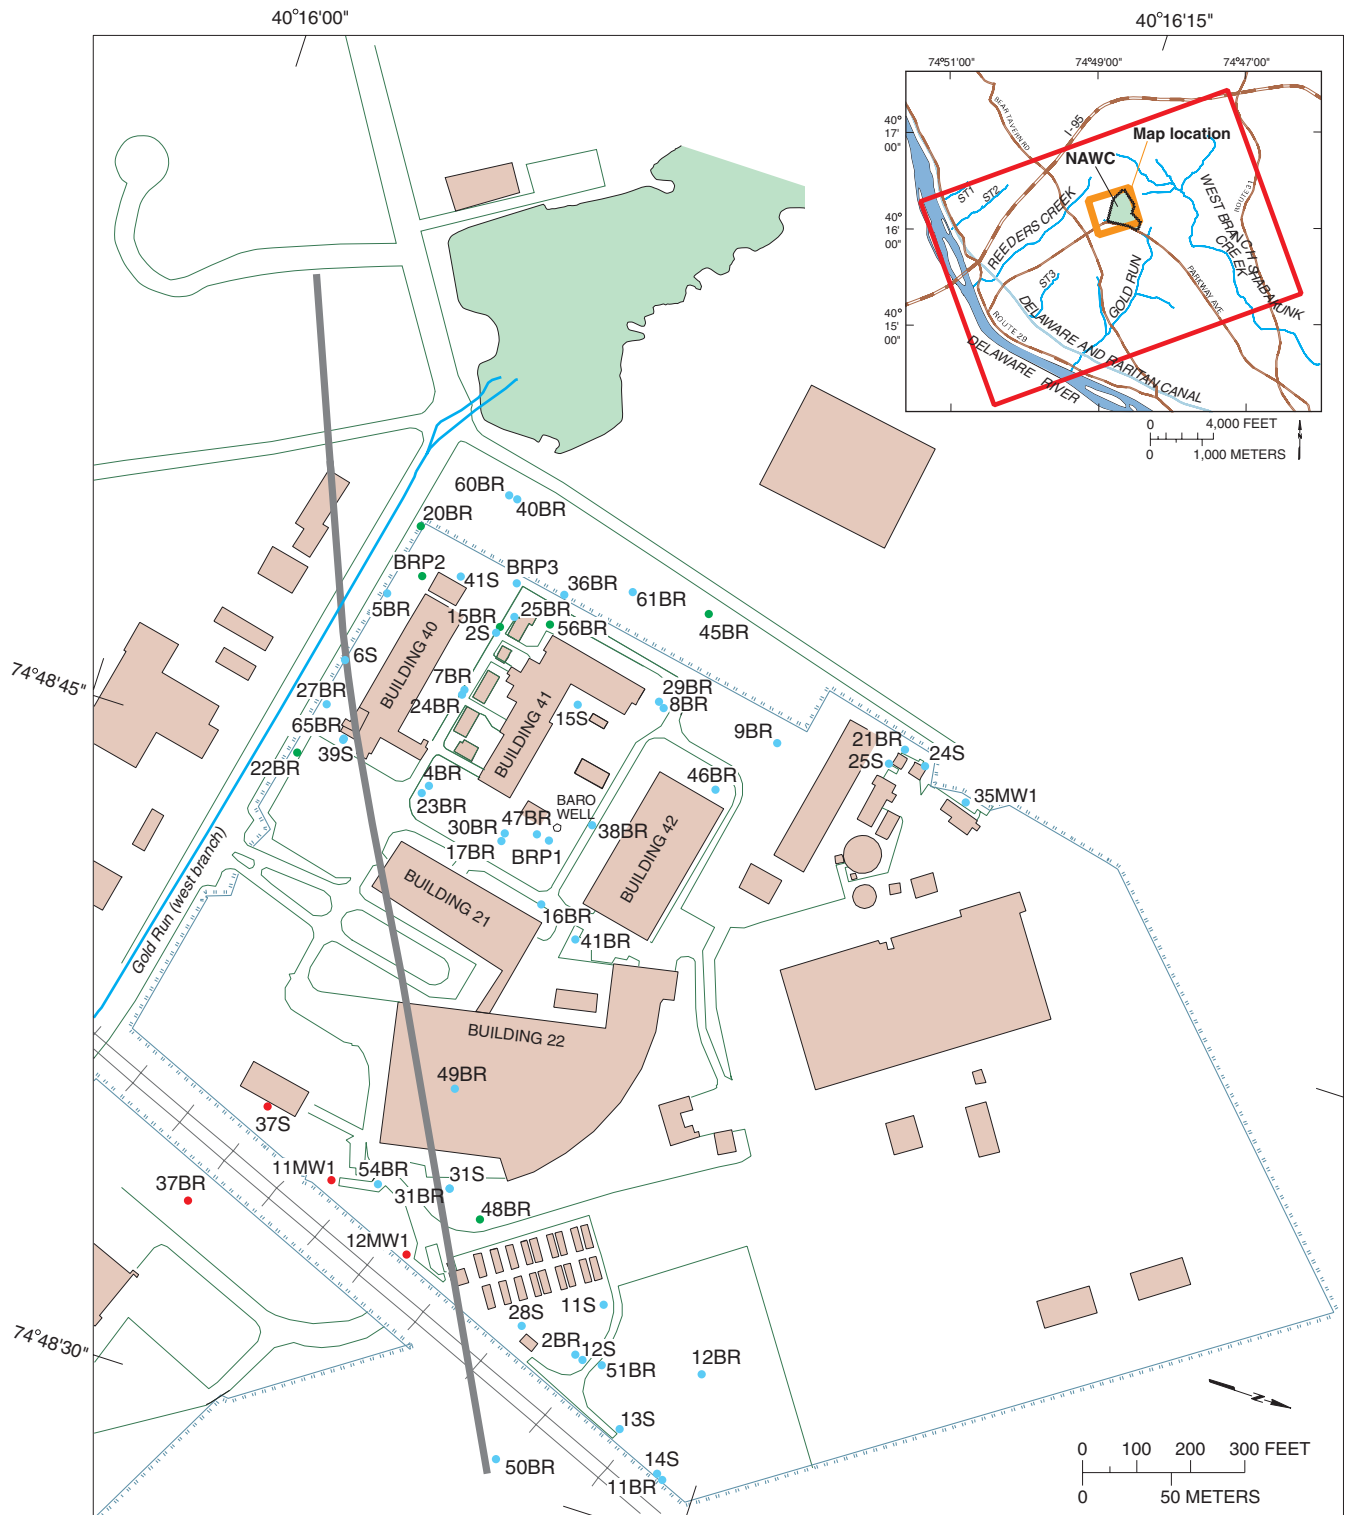 40°16'00"
40°16'15"
74°51'00"
74°49'00"
74°47'00"
40°
17'
00"
40°
16'
00"
40°
15'
00"
BEAR TAVERN RD
I-95
Map location
NAWC
ST1
ST2
REEDERS CREEK
ROUTE 31
WEST BRANCH SHABAKUNK
CREEK
ST3
GOLD RUN
PARKWAY AVE
ROUTE 29
DELAWARE AND RARITAN CANAL
DELAWARE RIVER
0 4,000 FEET
0 1,000 METERS
N
60BR
40BR
20BR
BRP2
41S
BRP3
36BR
61BR
5BR
15BR
25BR
2S
56BR
45BR
BUILDING 40
6S
74°48'45"
7BR
24BR
27BR
65BR
39S
22BR
BUILDING 41
15S
29BR
8BR
9BR
21BR
25S
24S
35MW1
46BR
4BR
23BR
BARO
WELL
47BR
30BR
17BR
BRP1
38BR
BUILDING 42
BUILDING 21
16BR
41BR
Gold Run (west branch)
BUILDING 22
49BR
37S
11MW1
54BR
31S
31BR
37BR
48BR
12MW1
11S
28S
2BR
12S
51BR
12BR
74°48'30"
13S
14S
11BR
50BR
N
0 100 200 300 FEET
0 50 METERS